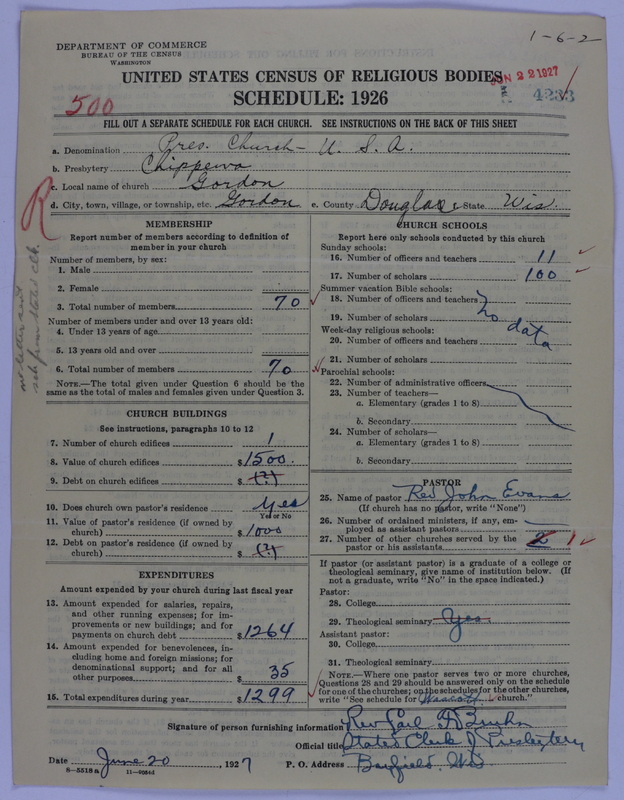 1-6-2
DEPARTMENT OF COMMERCE
BUREAU OF THE CENSUS
WASHINGTON
UNITED STATES CENSUS OF RELIGIOUS BODIES
JUN 22 1927
500
SCHEDULE: 1926
4233
FILL OUT A SEPARATE SCHEDULE FOR EACH CHURCH. SEE INSTRUCTIONS ON THE BACK OF THIS SHEET
a. Denomination Pres. Church - U. S. A.
b. Presbytery Chippewa
c. Local name of church Gordon
d. City, town, village, or township, etc. Gordon e. County Douglas State Wis
R
MEMBERSHIP
Report number of members according to definition of
member in your church
Number of members, by sex:
1. Male
2. Female
3. Total number of members 70
Number of members under and over 13 years old:
4. Under 13 years of age
5. 13 years old and over
6. Total number of members 70
NOTE.—The total given under Question 6 should be the
same as the total of males and females given under Question 3.
CHURCH BUILDINGS
See instructions, paragraphs 10 to 12
7. Number of church edifices 1
8. Value of church edifices $1500.
9. Debt on church edifices $ (?)
10. Does church own pastor's residence Yes
Yes or No
11. Value of pastor's residence (if owned by
church) $1000
12. Debt on pastor's residence (if owned by
church) $ (?)
EXPENDITURES
Amount expended by your church during last fiscal year
13. Amount expended for salaries, repairs,
and other running expenses; for im-
provements or new buildings; and for
payments on church debt $1264
14. Amount expended for benevolences, in-
cluding home and foreign missions; for
denominational support; and for all
other purposes $ 35
15. Total expenditures during year $1299
CHURCH SCHOOLS
Report here only schools conducted by this church
Sunday schools:
16. Number of officers and teachers 11
17. Number of scholars 100
Summer vacation Bible schools:
18. Number of officers and teachers
19. Number of scholars no data
Week-day religious schools:
20. Number of officers and teachers
21. Number of scholars
Parochial schools:
22. Number of administrative officers
23. Number of teachers—
a. Elementary (grades 1 to 8)
b. Secondary
24. Number of scholars—
a. Elementary (grades 1 to 8)
b. Secondary
PASTOR
25. Name of pastor Rev John Evans
(If church has no pastor, write "None")
26. Number of ordained ministers, if any, em-
ployed as assistant pastors
27. Number of other churches served by the
pastor or his assistants 2 1
If pastor (or assistant pastor) is a graduate of a college or
theological seminary, give name of institution below. (If
not a graduate, write "No" in the space indicated.)
Pastor:
28. College
29. Theological seminary Yes
Assistant pastor:
30. College
31. Theological seminary
NOTE.—Where one pastor serves two or more churches,
Questions 28 and 29 should be answered only on the schedule
for one of the churches; on the schedules for the other churches,
write "See schedule for church."
Signature of person furnishing information Rev
Official title Stated Clerk of Presbytery
Date June 20, 1927 P. O. Address Bayfield, Wis
8-5518 a